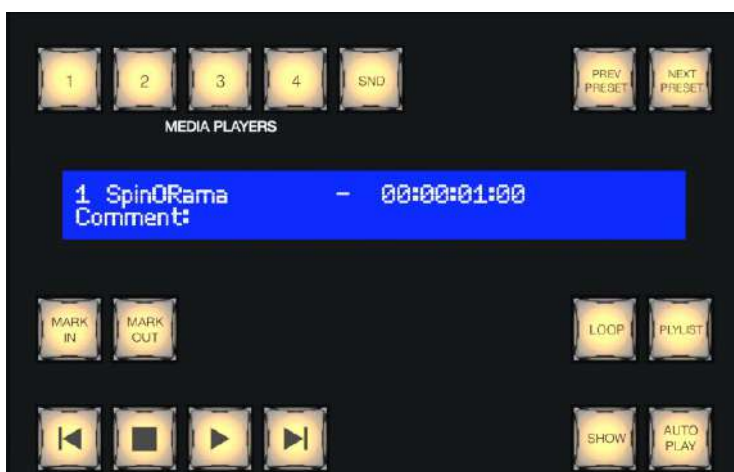 1 2 3 4 SND PREV PRESET NEXT PRESET
MEDIA PLAYERS
1 SpinORama - 00:00:01:00
Comment:
MARK IN MARK OUT LOOP PLYLIST
SHOW AUTO PLAY